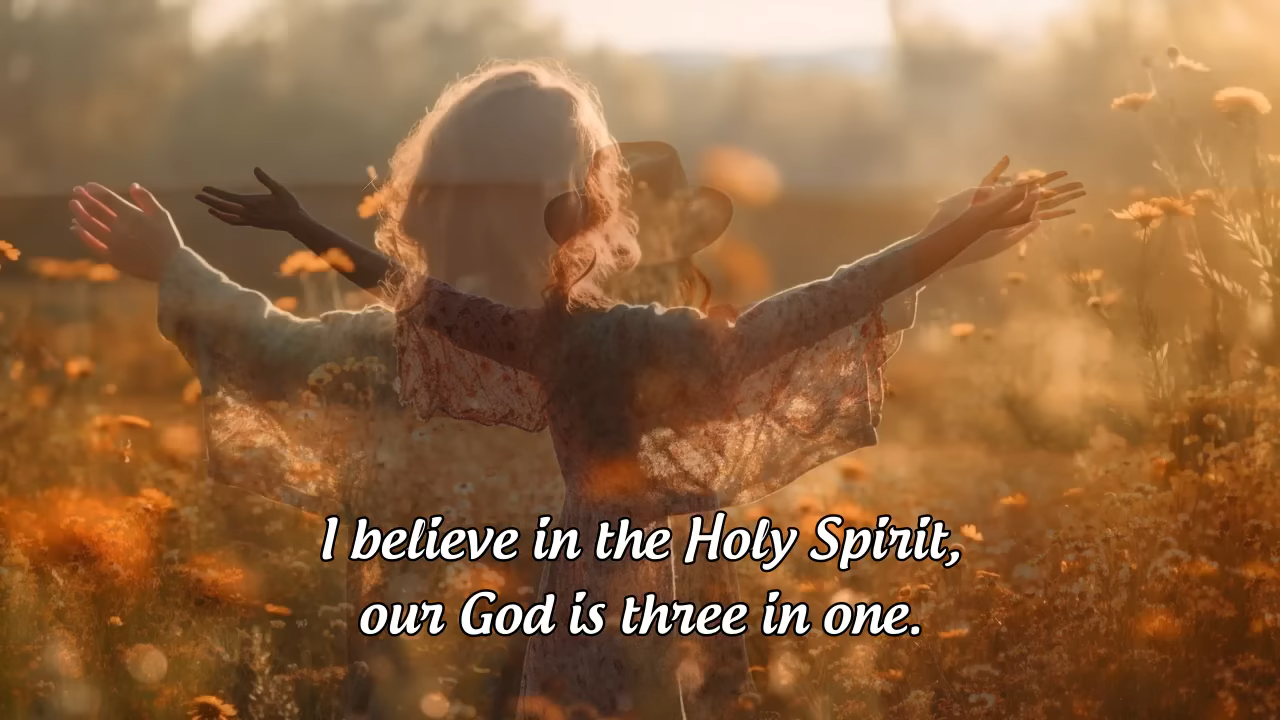 I believe in the Holy Spirit,
our God is three in one.